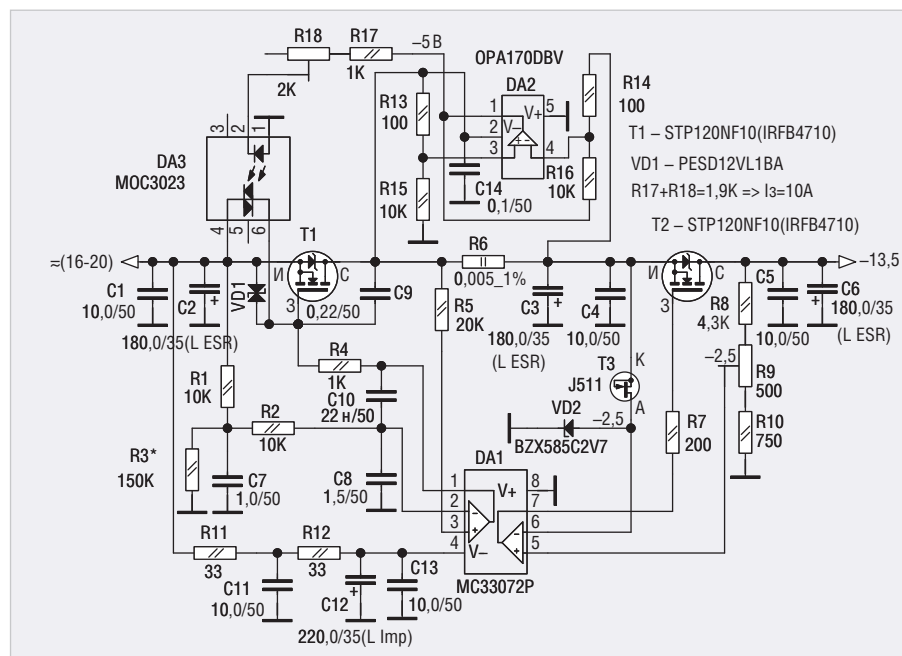 R18
R17
–5 В
OPA170DBV
2K
1K
DA2
R14
100
R13
100
1
2
3
V+
V–
+ –
5
4
T1 – STP120NF10(IRFB4710)
3
2
1
DA3
MOC3023
VD1 – PESD12VL1BA
R16
10K
R15
10K
C14
0,1/50
R17+R18=1,9K => Iз=10A
T2 – STP120NF10(IRFB4710)
4
5
6
T1
R6
≈(16-20)
И
С
И
С
–13,5
З
З
0,005_1%
C1
10,0/50
C2
+
VD1
0,22/50
C9
R5
20K
C3
+
C4
R8
4,3K
C5
C6
+
180,0/35
(L ESR)
180,0/35(L ESR)
180,0/35
(L ESR)
10,0/50
10,0/50
R4
1K
T3
J511
К
А
–2,5
R9
500
R1
10K
C10
22 н/50
VD2
–2,5
BZX585C2V7
R7
200
R10
750
R2
10K
R3*
150K
C7
1,0/50
C8
1,5/50
DA1
1
2
3
4
V+
V–
–
+
–
+
8
7
6
5
MC33072P
R11
33
R12
33
C11
10,0/50
C12
+
C13
10,0/50
220,0/35(L Imp)